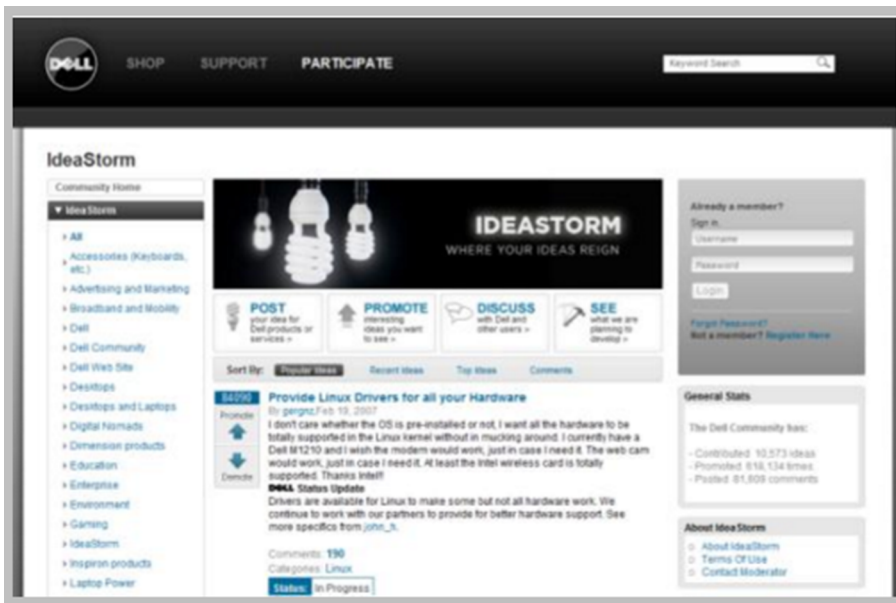 DELL
SHOP
SUPPORT
PARTICIPATE
Keyword Search
IdeaStorm
Community Home
IdeaStorm
All
Accessories (Keyboards,
etc.)
Advertising and Marketing
Broadband and Mobility
Dell
Dell Community
Dell Web Site
Desktops
Desktops and Laptops
Digital Nomads
Dimension products
Education
Enterprise
Environment
Gaming
IdeaStorm
Inspiron products
Laptop Power
IDEASTORM
WHERE YOUR IDEAS REIGN
POST
your idea for
Dell products or
services »
PROMOTE
interesting
ideas you want
to see »
DISCUSS
with Dell and
other users »
SEE
what we are
planning to
develop »
Sort By: Popular Ideas Recent Ideas Top Ideas Comments
Promote
Demote
Provide Linux Drivers for all your Hardware
By gergnz, Feb 19, 2007
I don't care whether the OS is pre-installed or not, I want all the hardware to be
totally supported in the Linux kernel without in mucking around. I currently have a
Dell M1210 and I wish the modem would work, just in case I need it. The web cam
would work, just in case I need it. At least the Intel wireless card is totally
supported. Thanks Intel!!
DELL Status Update
Drivers are available for Linux to make some but not all hardware work. We
continue to work with our partners to provide for better hardware support. See
more specifics from john_h.
Comments: 190
Categories: Linux
Status: In Progress
Already a member?
Sign in.
Username
Password
Login
Forgot Password?
Not a member? Register Here
General Stats
The Dell Community has:
- Contributed 10,573 ideas
- Promoted 618,134 times
- Posted 81,809 comments
About IdeaStorm
About IdeaStorm
Terms Of Use
Contact Moderator